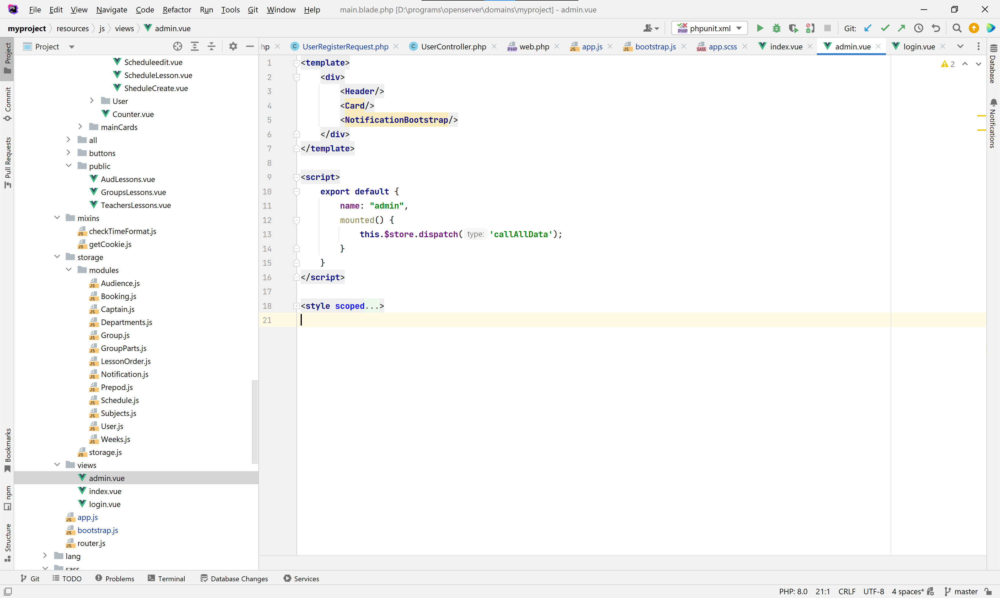 File Edit View Navigate Code Refactor Run Tools Git Window Help main.blade.php [D:\programs\openserver\domains\myproject] - admin.vue
myproject resources js views admin.vue phpunit.xml Git:
Project
hp UserRegisterRequest.php UserController.php web.php app.js bootstrap.js app.scss index.vue admin.vue login.vue
Project
Commit
Pull Requests
Bookmarks
npm
Structure
Scheduleedit.vue
ScheduleLesson.vue
SheduleCreate.vue
User
Counter.vue
mainCards
all
buttons
public
AudLessons.vue
GroupsLessons.vue
TeachersLessons.vue
mixins
checkTimeFormat.js
getCookie.js
storage
modules
Audience.js
Booking.js
Captain.js
Departments.js
Group.js
GroupParts.js
LessonOrder.js
Notification.js
Prepod.js
Schedule.js
Subjects.js
User.js
Weeks.js
storage.js
views
admin.vue
index.vue
login.vue
app.js
bootstrap.js
router.js
lang
sass
1 <template>
2 <div>
3 <Header/>
4 <Card/>
5 <NotificationBootstrap/>
6 </div>
7 </template>
8
9 <script>
10 export default {
11 name: "admin",
12 mounted() {
13 this.$store.dispatch( type: 'callAllData');
14 }
15 }
16 </script>
17
18 <style scoped...>
21
2
Database
Notifications
Git TODO Problems Terminal Database Changes Services
PHP: 8.0 21:1 CRLF UTF-8 4 spaces* master